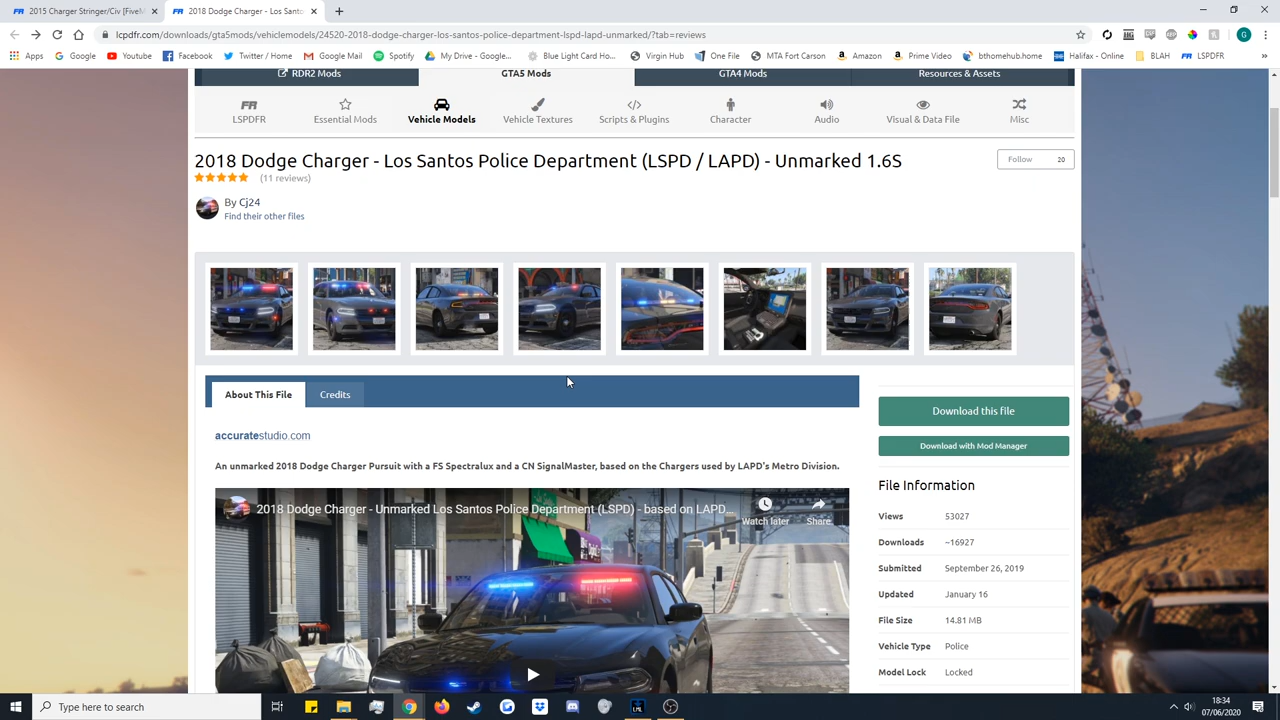 2015 Charger Stringer/Civ [FiveM
2018 Dodge Charger - Los Santo
lcpdfr.com/downloads/gta5mods/vehiclemodels/24520-2018-dodge-charger-los-santos-police-department-lspd-lapd-unmarked/?tab=reviews
G
Apps Google Youtube Facebook Twitter / Home Google Mail Spotify My Drive - Google... Blue Light Card Ho... Virgin Hub One File MTA Fort Carson Amazon Prime Video bthomehub.home Halifax - Online BLAH LSPDFR »
RDR2 Mods GTA5 Mods GTA4 Mods Resources & Assets
LSPDFR Essential Mods Vehicle Models Vehicle Textures Scripts & Plugins Character Audio Visual & Data File Misc
2018 Dodge Charger - Los Santos Police Department (LSPD / LAPD) - Unmarked 1.6S
Follow 20
(11 reviews)
By Cj24
Find their other files
About This File Credits
Download this file
accuratestudio.com
Download with Mod Manager
An unmarked 2018 Dodge Charger Pursuit with a FS Spectralux and a CN SignalMaster, based on the Chargers used by LAPD's Metro Division.
File Information
2018 Dodge Charger - Unmarked Los Santos Police Department (LSPD) - based on LAPD...
Watch later Share
Views 53027
Downloads ~16927
Submitted September 26, 2019
Updated January 16
File Size 14.81 MB
Vehicle Type Police
Model Lock Locked
Type here to search
LML
18:34
07/06/2020